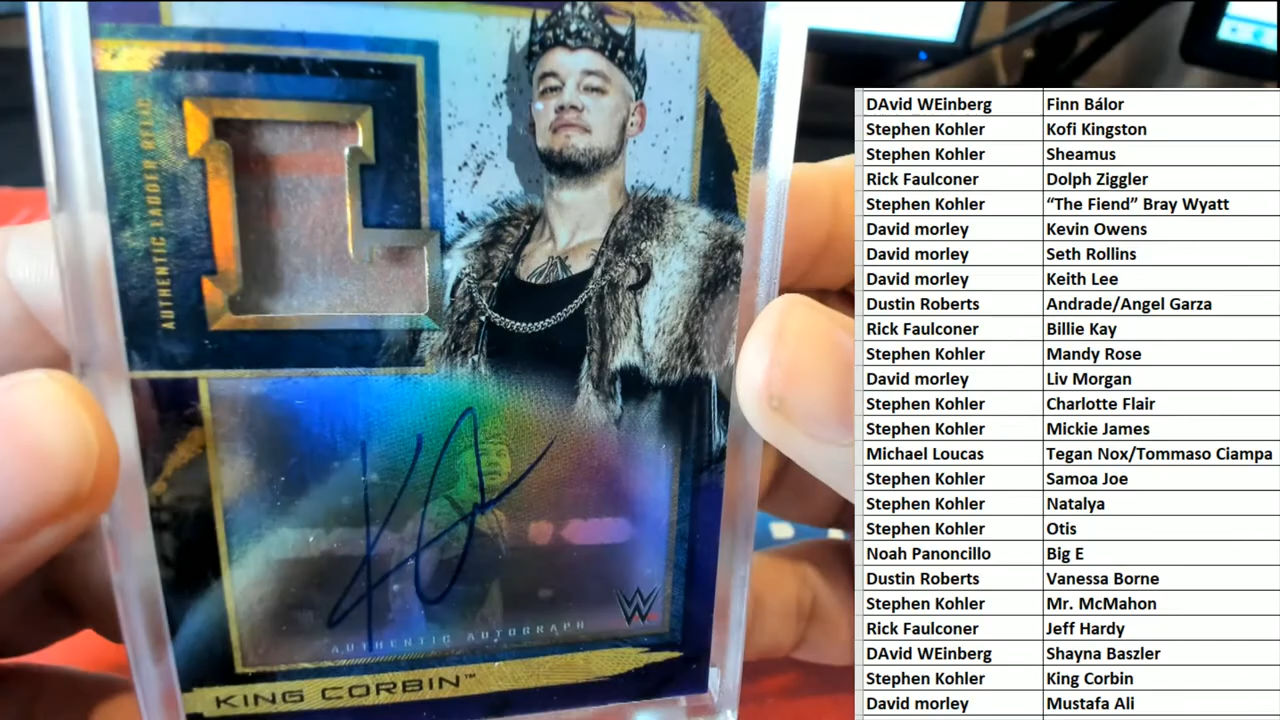 AUTHENTIC LADDER RELIC
L
AUTHENTIC AUTOGRAPH
W
KING CORBIN™
DAvid WEinberg Finn Bálor
Stephen Kohler Kofi Kingston
Stephen Kohler Sheamus
Rick Faulconer Dolph Ziggler
Stephen Kohler “The Fiend” Bray Wyatt
David morley Kevin Owens
David morley Seth Rollins
David morley Keith Lee
Dustin Roberts Andrade/Angel Garza
Rick Faulconer Billie Kay
Stephen Kohler Mandy Rose
David morley Liv Morgan
Stephen Kohler Charlotte Flair
Stephen Kohler Mickie James
Michael Loucas Tegan Nox/Tommaso Ciampa
Stephen Kohler Samoa Joe
Stephen Kohler Natalya
Stephen Kohler Otis
Noah Panoncillo Big E
Dustin Roberts Vanessa Borne
Stephen Kohler Mr. McMahon
Rick Faulconer Jeff Hardy
DAvid WEinberg Shayna Baszler
Stephen Kohler King Corbin
David morley Mustafa Ali